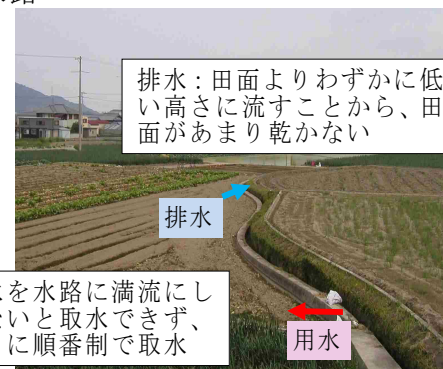 排水：田面よりわずかに低
い高さに流すことから、田
面があまり乾かない
排水
を水路に満流にし
いと取水できず、
に順番制で取水
用水